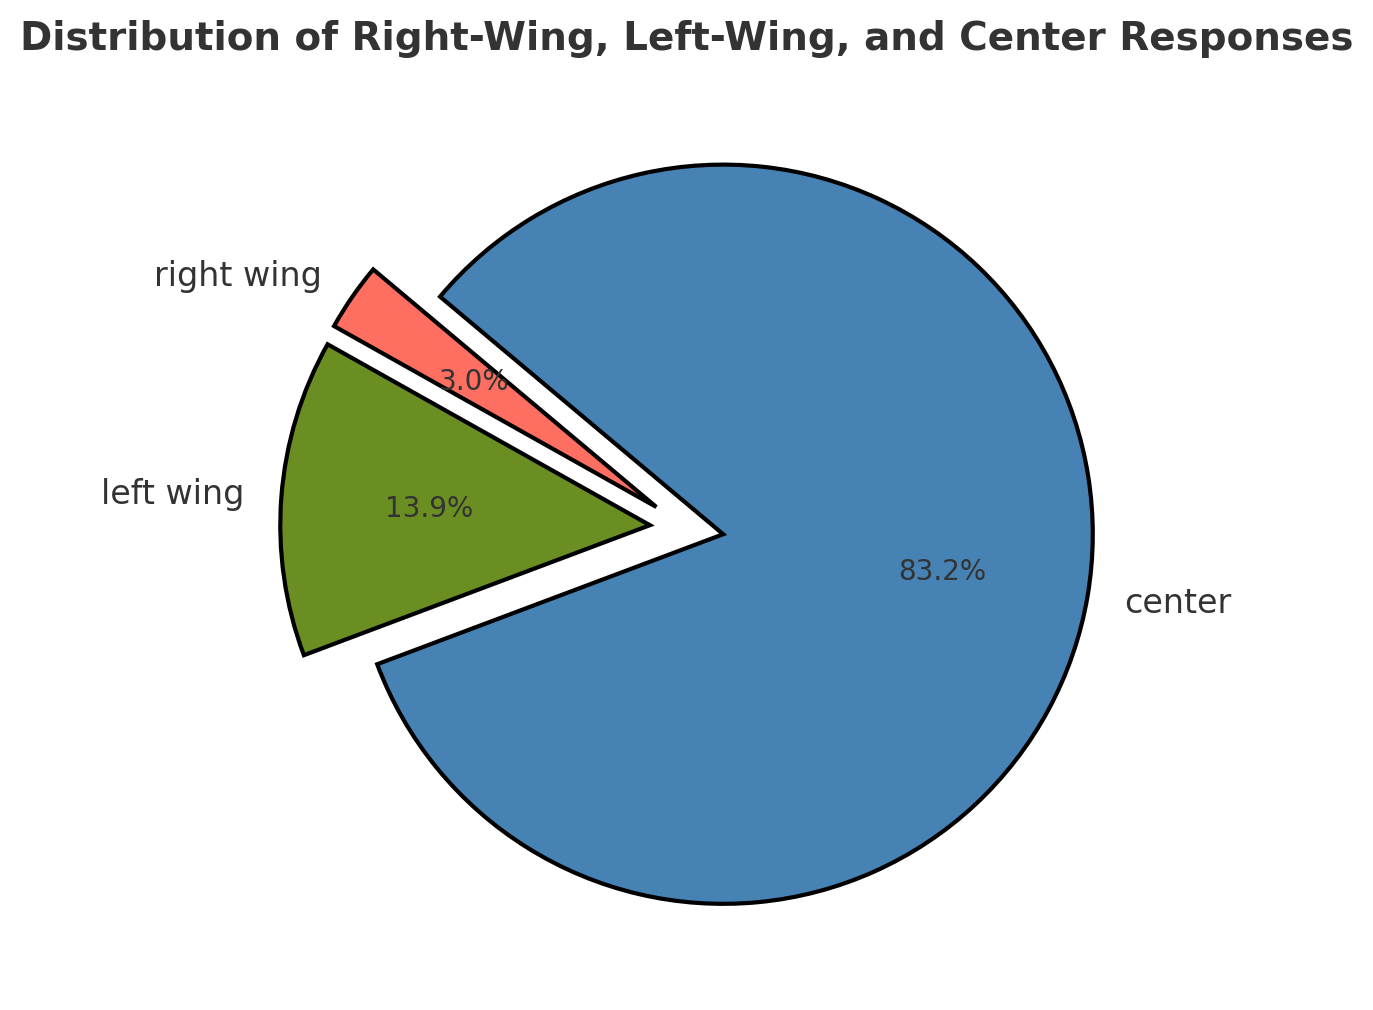 Distribution of Right-Wing, Left-Wing, and Center Responses
right wing
3.0%
left wing
13.9%
83.2%
center